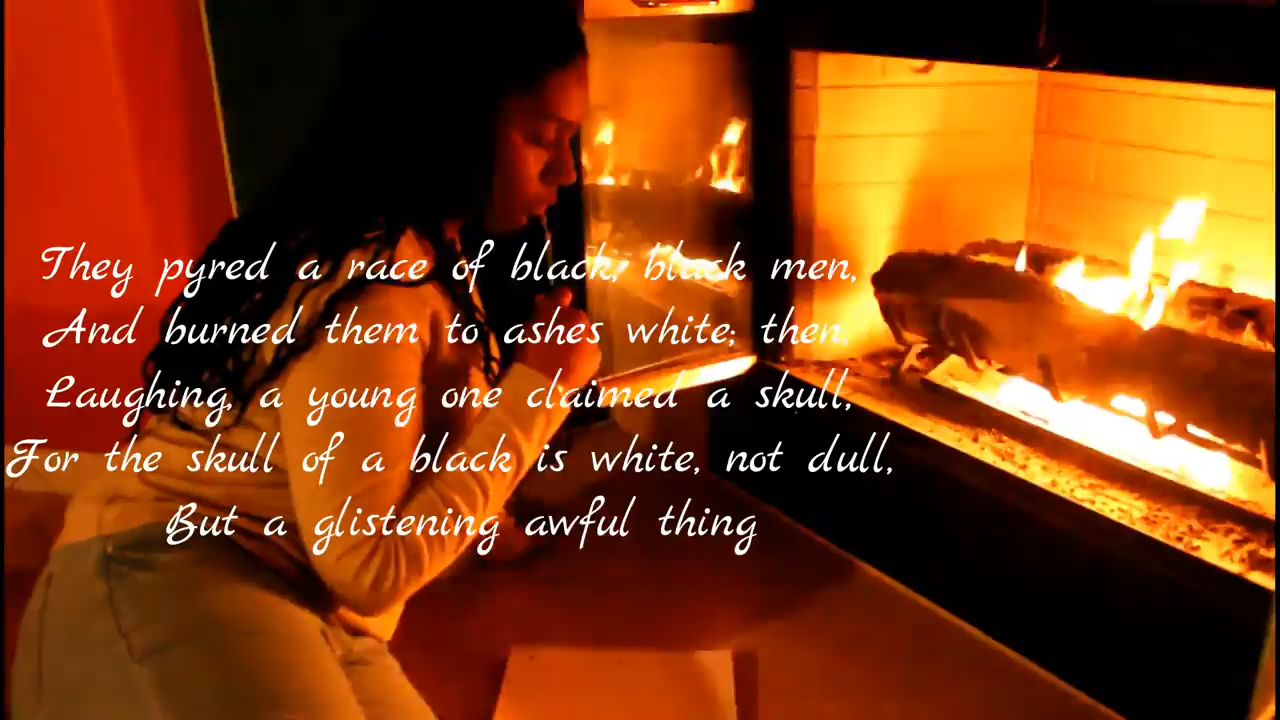 They pyred a race of black, black men,
And burned them to ashes white; then,
Laughing, a young one claimed a skull,
For the skull of a black is white, not dull,
But a glistening awful thing